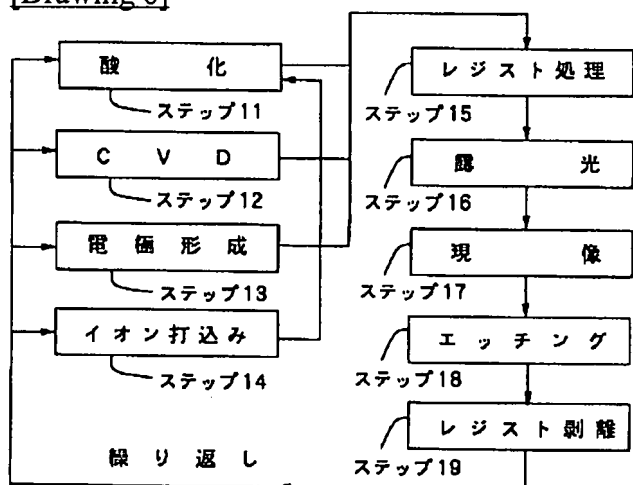 [Drawing 6]
酸化
ステップ11
CVD
ステップ12
電極形成
ステップ13
イオン打込み
ステップ14
繰り返し
レジスト処理
ステップ15
露光
ステップ16
現像
ステップ17
エッチング
ステップ18
レジスト剥離
ステップ19